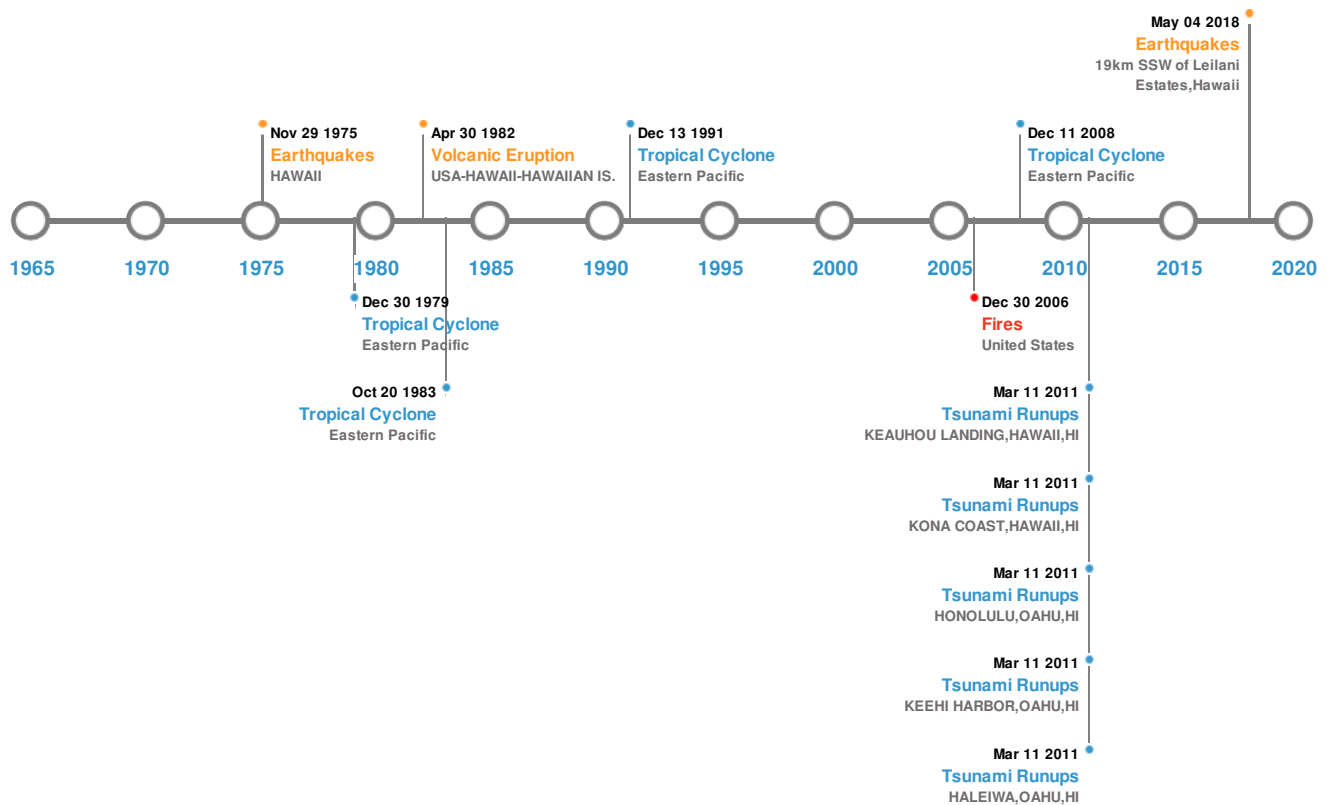 May 04 2018
Earthquakes
19km SSW of Leilani
Estates,Hawaii
Nov 29 1975
Earthquakes
HAWAII
Apr 30 1982
Volcanic Eruption
USA-HAWAII-HAWAIIAN IS.
Dec 13 1991
Tropical Cyclone
Eastern Pacific
Dec 11 2008
Tropical Cyclone
Eastern Pacific
1965 1970 1975 1980 1985 1990 1995 2000 2005 2010 2015 2020
Dec 30 1979
Tropical Cyclone
Eastern Pacific
Dec 30 2006
Fires
United States
Oct 20 1983
Tropical Cyclone
Eastern Pacific
Mar 11 2011
Tsunami Runups
KEAUHOU LANDING,HAWAII,HI
Mar 11 2011
Tsunami Runups
KONA COAST,HAWAII,HI
Mar 11 2011
Tsunami Runups
HONOLULU,OAHU,HI
Mar 11 2011
Tsunami Runups
KEEHI HARBOR,OAHU,HI
Mar 11 2011
Tsunami Runups
HALEIWA,OAHU,HI